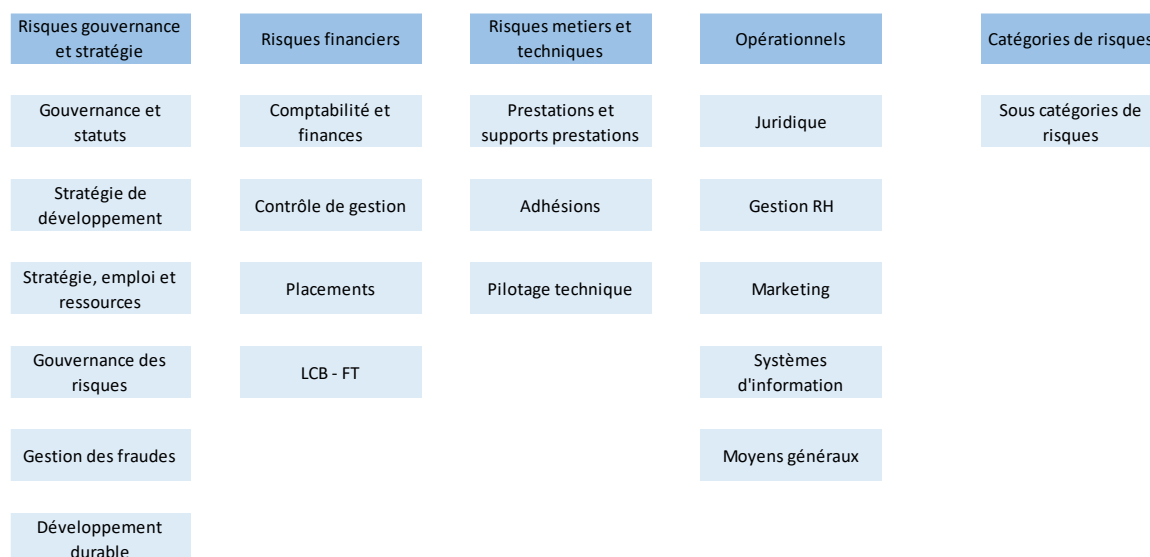 Risques gouvernance
et stratégie
Risques financiers
Risques metiers et
techniques
Opérationnels
Catégories de risques
Gouvernance et
statuts
Comptabilité et
finances
Prestations et
supports prestations
Juridique
Sous catégories de
risques
Stratégie de
développement
Contrôle de gestion
Adhésions
Gestion RH
Stratégie, emploi et
ressources
Placements
Pilotage technique
Marketing
Gouvernance des
risques
LCB - FT
Systèmes
d'information
Gestion des fraudes
Moyens généraux
Développement
durable